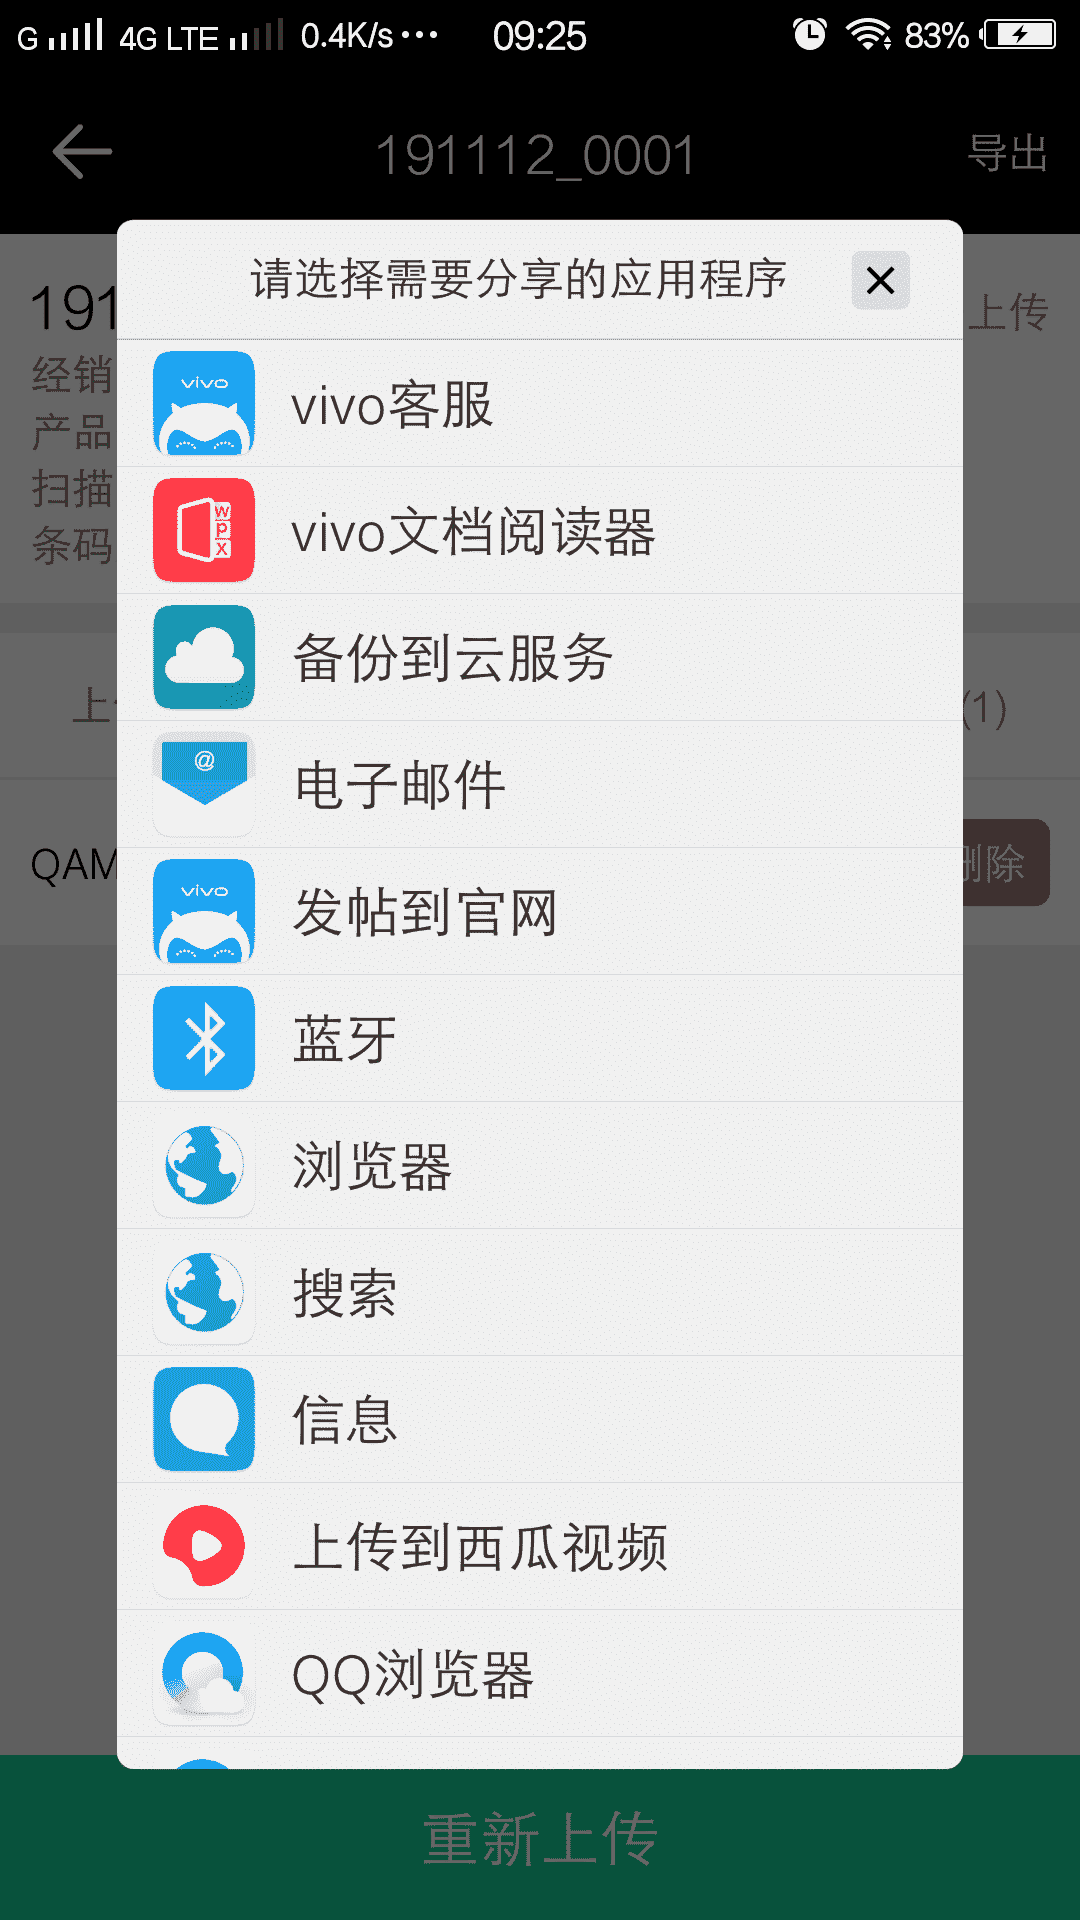 G 4G LTE 0.4K/s··· 09:25 83%
191112_0001 导出
191 上传
经销
产品
扫描
条码
上 (1)
QAM 删除
请选择需要分享的应用程序
vivo vivo客服
W P X vivo文档阅读器
备份到云服务
@ 电子邮件
vivo 发帖到官网
蓝牙
浏览器
搜索
信息
上传到西瓜视频
QQ浏览器
重新上传